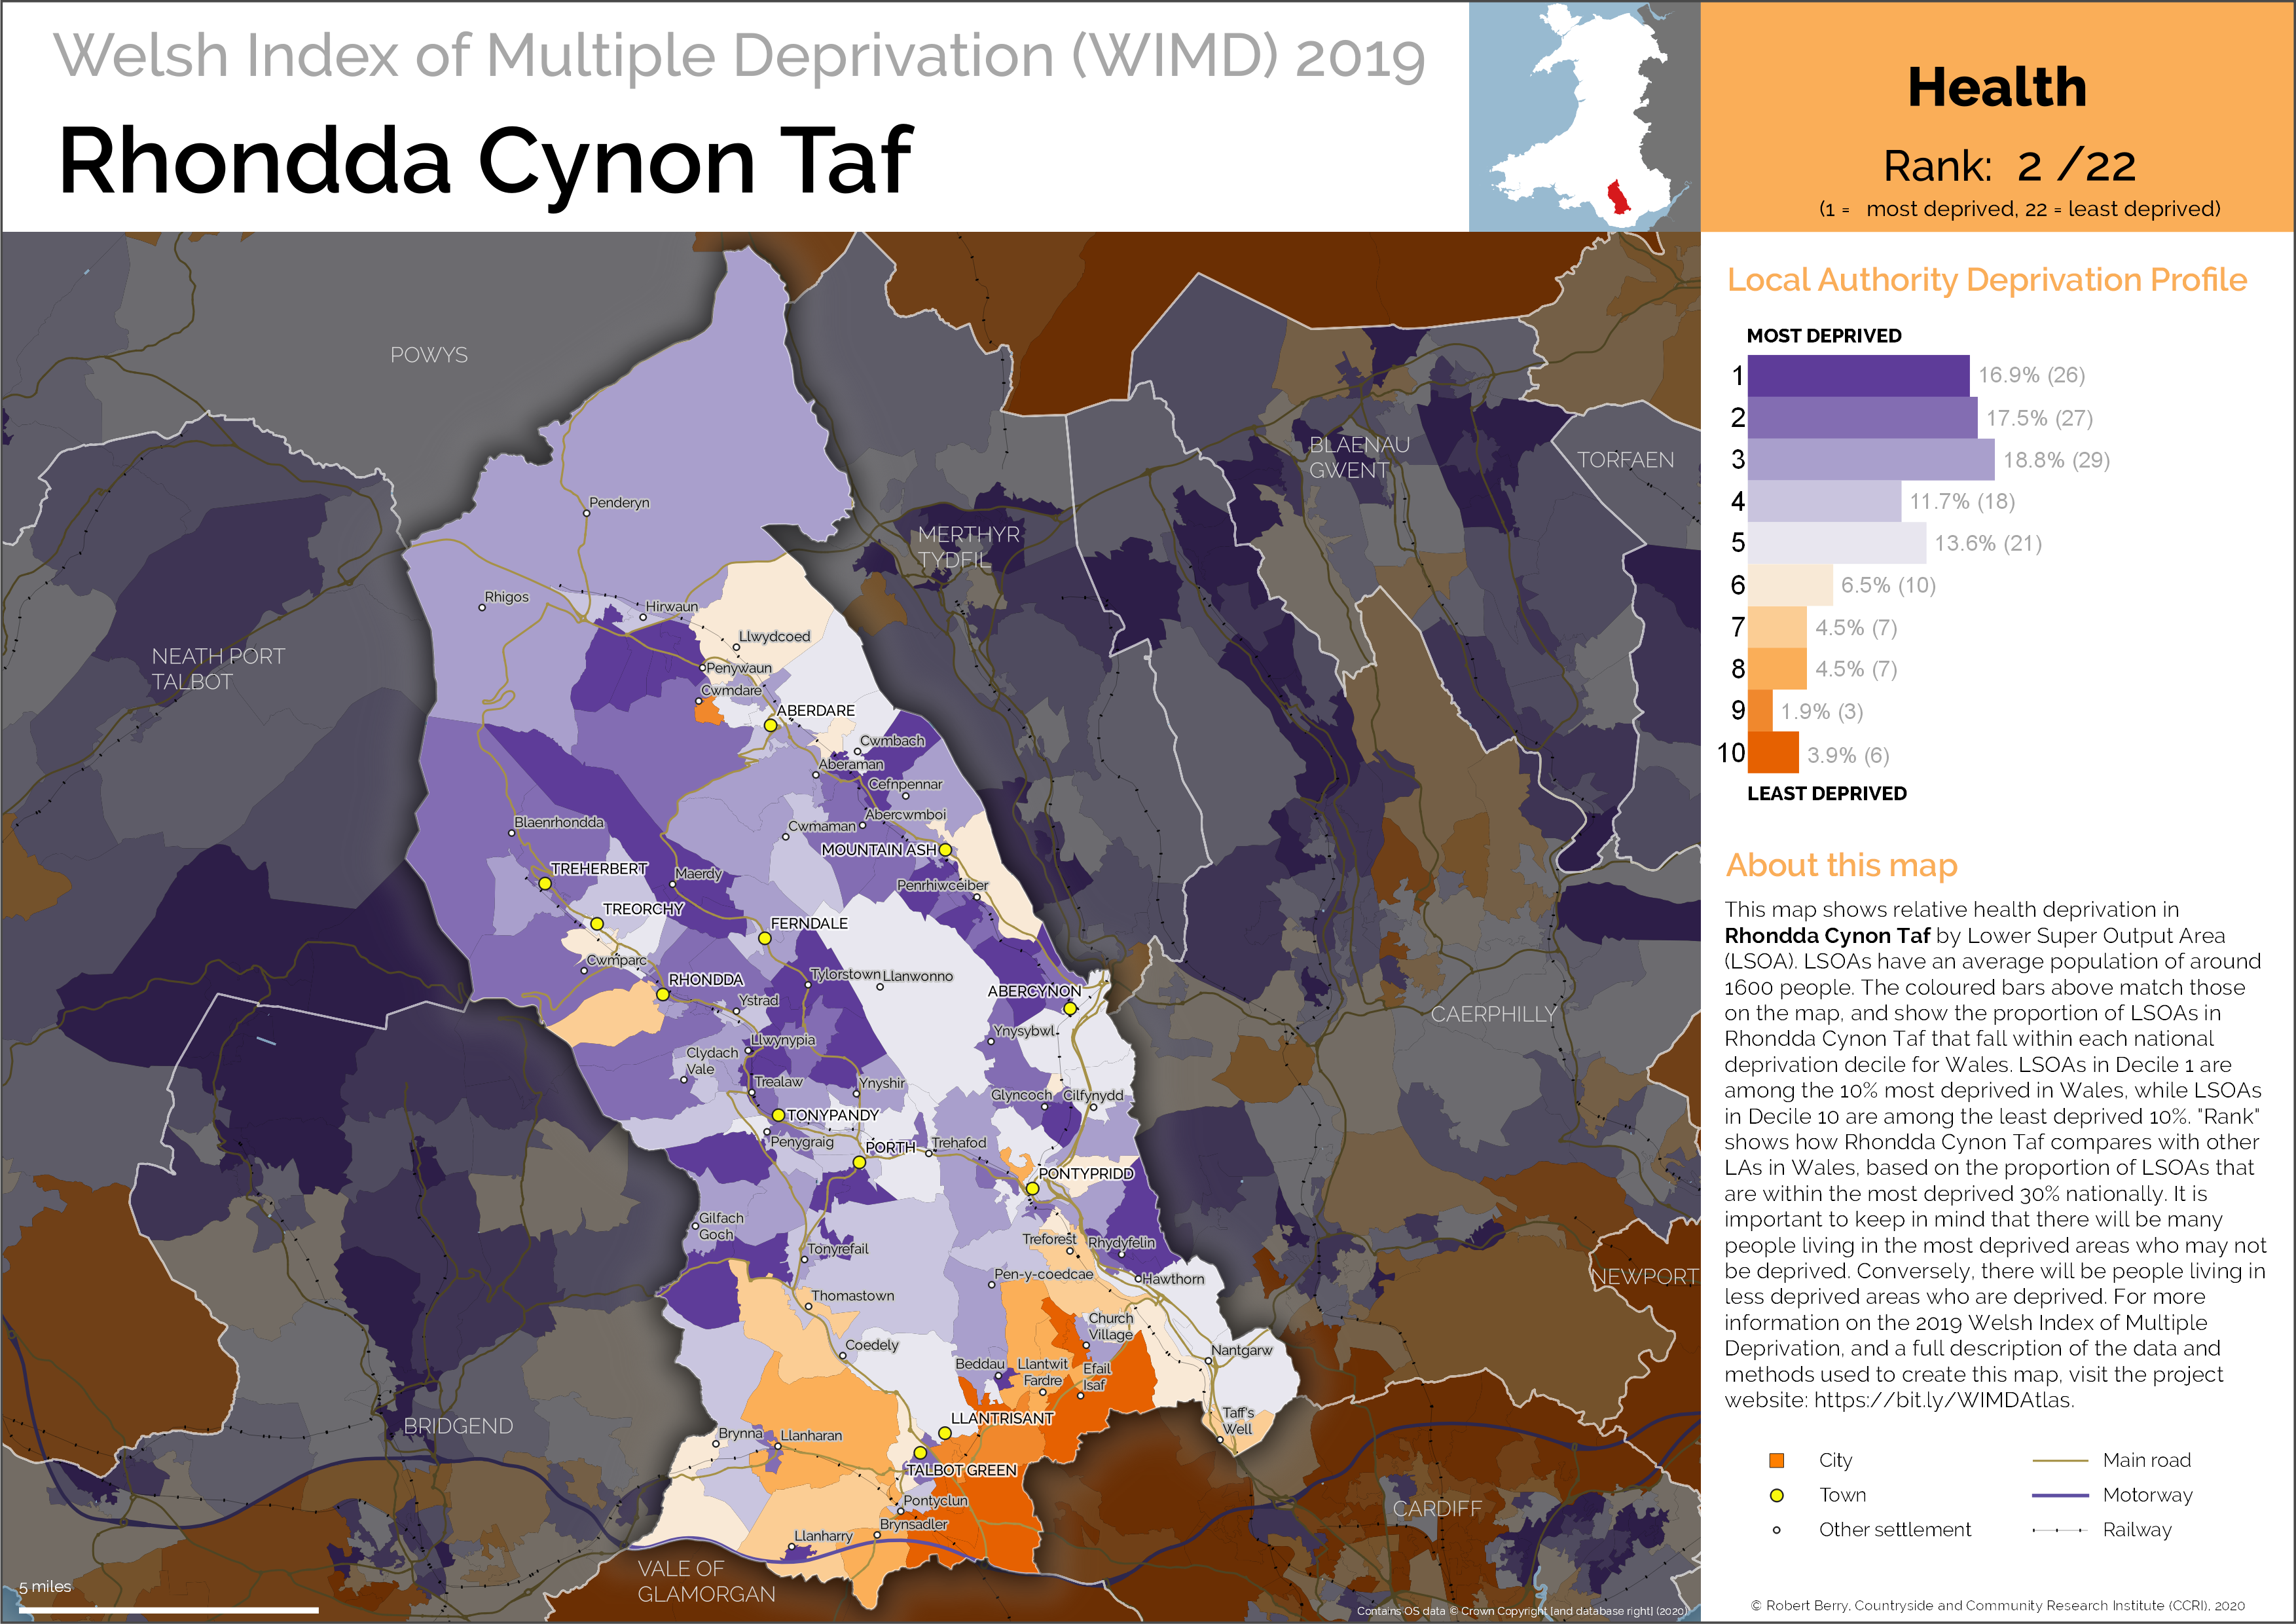 Welsh Index of Multiple Deprivation (WIMD) 2019
Rhondda Cynon Taf
Health
Rank: 2 /22
(1 = most deprived, 22 = least deprived)
Local Authority Deprivation Profile
MOST DEPRIVED
1 16.9% (26)
2 17.5% (27)
3 18.8% (29)
4 11.7% (18)
5 13.6% (21)
6 6.5% (10)
7 4.5% (7)
8 4.5% (7)
9 1.9% (3)
10 3.9% (6)
LEAST DEPRIVED
About this map
This map shows relative health deprivation in
Rhondda Cynon Taf by Lower Super Output Area
(LSOA). LSOAs have an average population of around
1600 people. The coloured bars above match those
on the map, and show the proportion of LSOAs in
Rhondda Cynon Taf that fall within each national
deprivation decile for Wales. LSOAs in Decile 1 are
among the 10% most deprived in Wales, while LSOAs
in Decile 10 are among the least deprived 10%. "Rank"
shows how Rhondda Cynon Taf compares with other
LAs in Wales, based on the proportion of LSOAs that
are within the most deprived 30% nationally. It is
important to keep in mind that there will be many
people living in the most deprived areas who may not
be deprived. Conversely, there will be people living in
less deprived areas who are deprived. For more
information on the 2019 Welsh Index of Multiple
Deprivation, and a full description of the data and
methods used to create this map, visit the project
website: https://bit.ly/WIMDAtlas.
City
Town
Other settlement
Main road
Motorway
Railway
© Robert Berry, Countryside and Community Research Institute (CCRI), 2020
POWYS
BLAENAU
GWENT
TORFAEN
Penderyn
MERTHYR
TYDFIL
Rhigos
Hirwaun
Llwydcoed
NEATH PORT
TALBOT
Penywaun
Cwmdare
ABERDARE
Cwmbach
Aberaman
Cefnpennar
Abercwmboi
Blaenrhondda
Cwmaman
MOUNTAIN ASH
TREHERBERT
Maerdy
Penrhiwceiber
TREORCHY
FERNDALE
Cwmparc
RHONDDA
Tylorstown
Llanwonno
ABERCYNON
Ystrad
CAERPHILLY
Ynysybwl
Llwynypia
Clydach
Vale
Trealaw
Ynyshir
Glyncoch
Cilfynydd
TONYPANDY
Penygraig
PORTH
Trehafod
PONTYPRIDD
Gilfach
Goch
Treforest
Rhydyfelin
Tonyrefail
Pen-y-coedcae
Hawthorn
NEWPORT
Thomastown
Church
Village
Coedely
Nantgarw
Beddau
Llantwit
Fardre
Efail
Isaf
LLANTRISANT
Taff's
Well
BRIDGEND
Brynna
Llanharan
TALBOT GREEN
Pontyclun
CARDIFF
Brynsadler
Llanharry
VALE OF
GLAMORGAN
5 miles
Contains OS data © Crown Copyright [and database right] (2020)